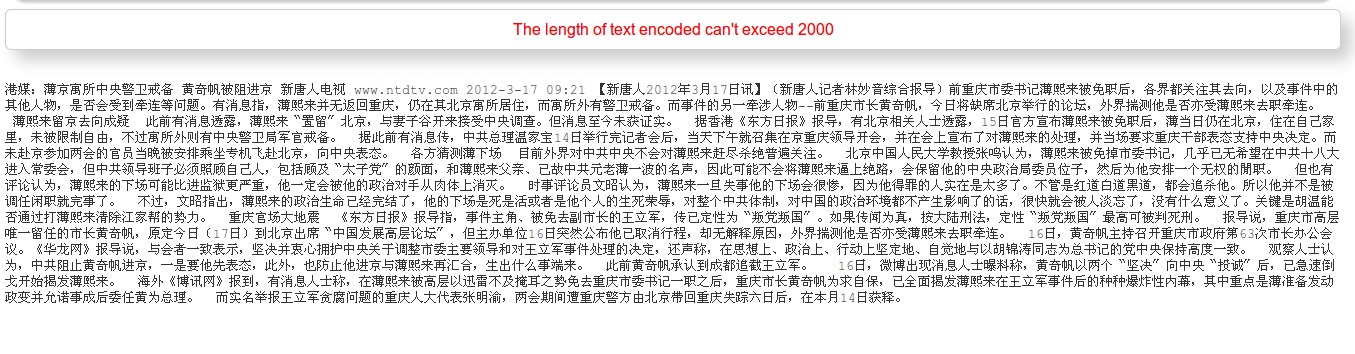 The length of text encoded can't exceed 2000
港媒：薄京寓所中央警卫戒备 黄奇帆被阻进京 新唐人电视 www.ntdtv.com 2012-3-17 09:21 【新唐人2012年3月17日讯】（新唐人记者林妙音综合报导）前重庆市委书记薄熙来被免职后，各界都关注其去向，以及事件中的
其他人物，是否会受到牵连等问题。有消息指，薄熙来并无返回重庆，仍在其北京寓所居住，而寓所外有警卫戒备。而事件的另一牵涉人物--前重庆市长黄奇帆，今日将缺席北京举行的论坛，外界揣测他是否亦受薄熙来去职牵连。
薄熙来留京去向成疑 此前有消息透露，薄熙来“置留”北京，与妻子谷开来接受中央调查。但消息至今未获证实。 据香港《东方日报》报导，有北京相关人士透露，15日官方宣布薄熙来被免职后，薄当日仍在北京，住在自己家
里，未被限制自由，不过寓所外则有中央警卫局军官戒备。 据此前有消息传，中共总理温家宝14日举行完记者会后，当天下午就召集在京重庆领导开会，并在会上宣布了对薄熙来的处理，并当场要求重庆干部表态支持中央决定。而
未赴京参加两会的官员当晚被安排乘坐专机飞赴北京，向中央表态。 各方猜测薄下场 目前外界对中共中央不会对薄熙来赶尽杀绝普遍关注。 北京中国人民大学教授张鸣认为，薄熙来被免掉市委书记，几乎已无希望在中共十八大
进入常委会，但中共领导班子必须照顾自己人，包括顾及“太子党”的颜面，和薄熙来父亲、已故中共元老薄一波的名声，因此可能不会将薄熙来逼上绝路，会保留他的中央政治局委员位子，然后为他安排一个无权的閒职。 但也有
评论认为，薄熙来的下场可能比进监狱更严重，他一定会被他的政治对手从肉体上消灭。 时事评论员文昭认为，薄熙来一旦失事他的下场会很惨，因为他得罪的人实在是太多了。不管是红道白道黑道，都会追杀他。所以他并不是被
调任闲职就完事了。 不过，文昭指出，薄熙来的政治生命已经完结了，他的下场是死是活或者是他个人的生死荣辱，对整个中共体制，对中国的政治环境都不产生影响了的话，很快就会被人淡忘了，没有什么意义了。关键是胡温能
否通过打薄熙来清除江家帮的势力。 重庆官场大地震 《东方日报》报导指，事件主角、被免去副市长的王立军，传已定性为“叛党叛国”。如果传闻为真，按大陆刑法，定性“叛党叛国”最高可被判死刑。 报导说，重庆市高层
唯一留任的市长黄奇帆，原定今日（17日）到北京出席“中国发展高层论坛”，但主办单位16日突然公布他已取消行程，却无解释原因，外界揣测他是否亦受薄熙来去职牵连。 16日，黄奇帆主持召开重庆市政府第63次市长办公会
议。《华龙网》报导说，与会者一致表示，坚决并衷心拥护中央关于调整市委主要领导和对王立军事件处理的决定，还声称，在思想上、政治上、行动上坚定地、自觉地与以胡锦涛同志为总书记的党中央保持高度一致。 观察人士认
为，中共阻止黄奇帆进京，一是要他先表态，此外，也防止他进京与薄熙来再汇合，生出什么事端来。 此前黄奇帆承认到成都追截王立军。 16日，微博出现消息人士曝料称，黄奇帆以两个“坚决”向中央“投诚”后，已急速倒
戈开始揭发薄熙来。 海外《博讯网》报到，有消息人士称，在薄熙来被高层以迅雷不及掩耳之势免去重庆市委书记一职之后，重庆市长黄奇帆为求自保，已全面揭发薄熙来在王立军事件后的种种爆炸性内幕，其中重点是薄准备发动
政变并允诺事成后委任黄为总理。 而实名举报王立军贪腐问题的重庆人大代表张明渝，两会期间遭重庆警方由北京带回重庆失踪六日后，在本月14日获释。